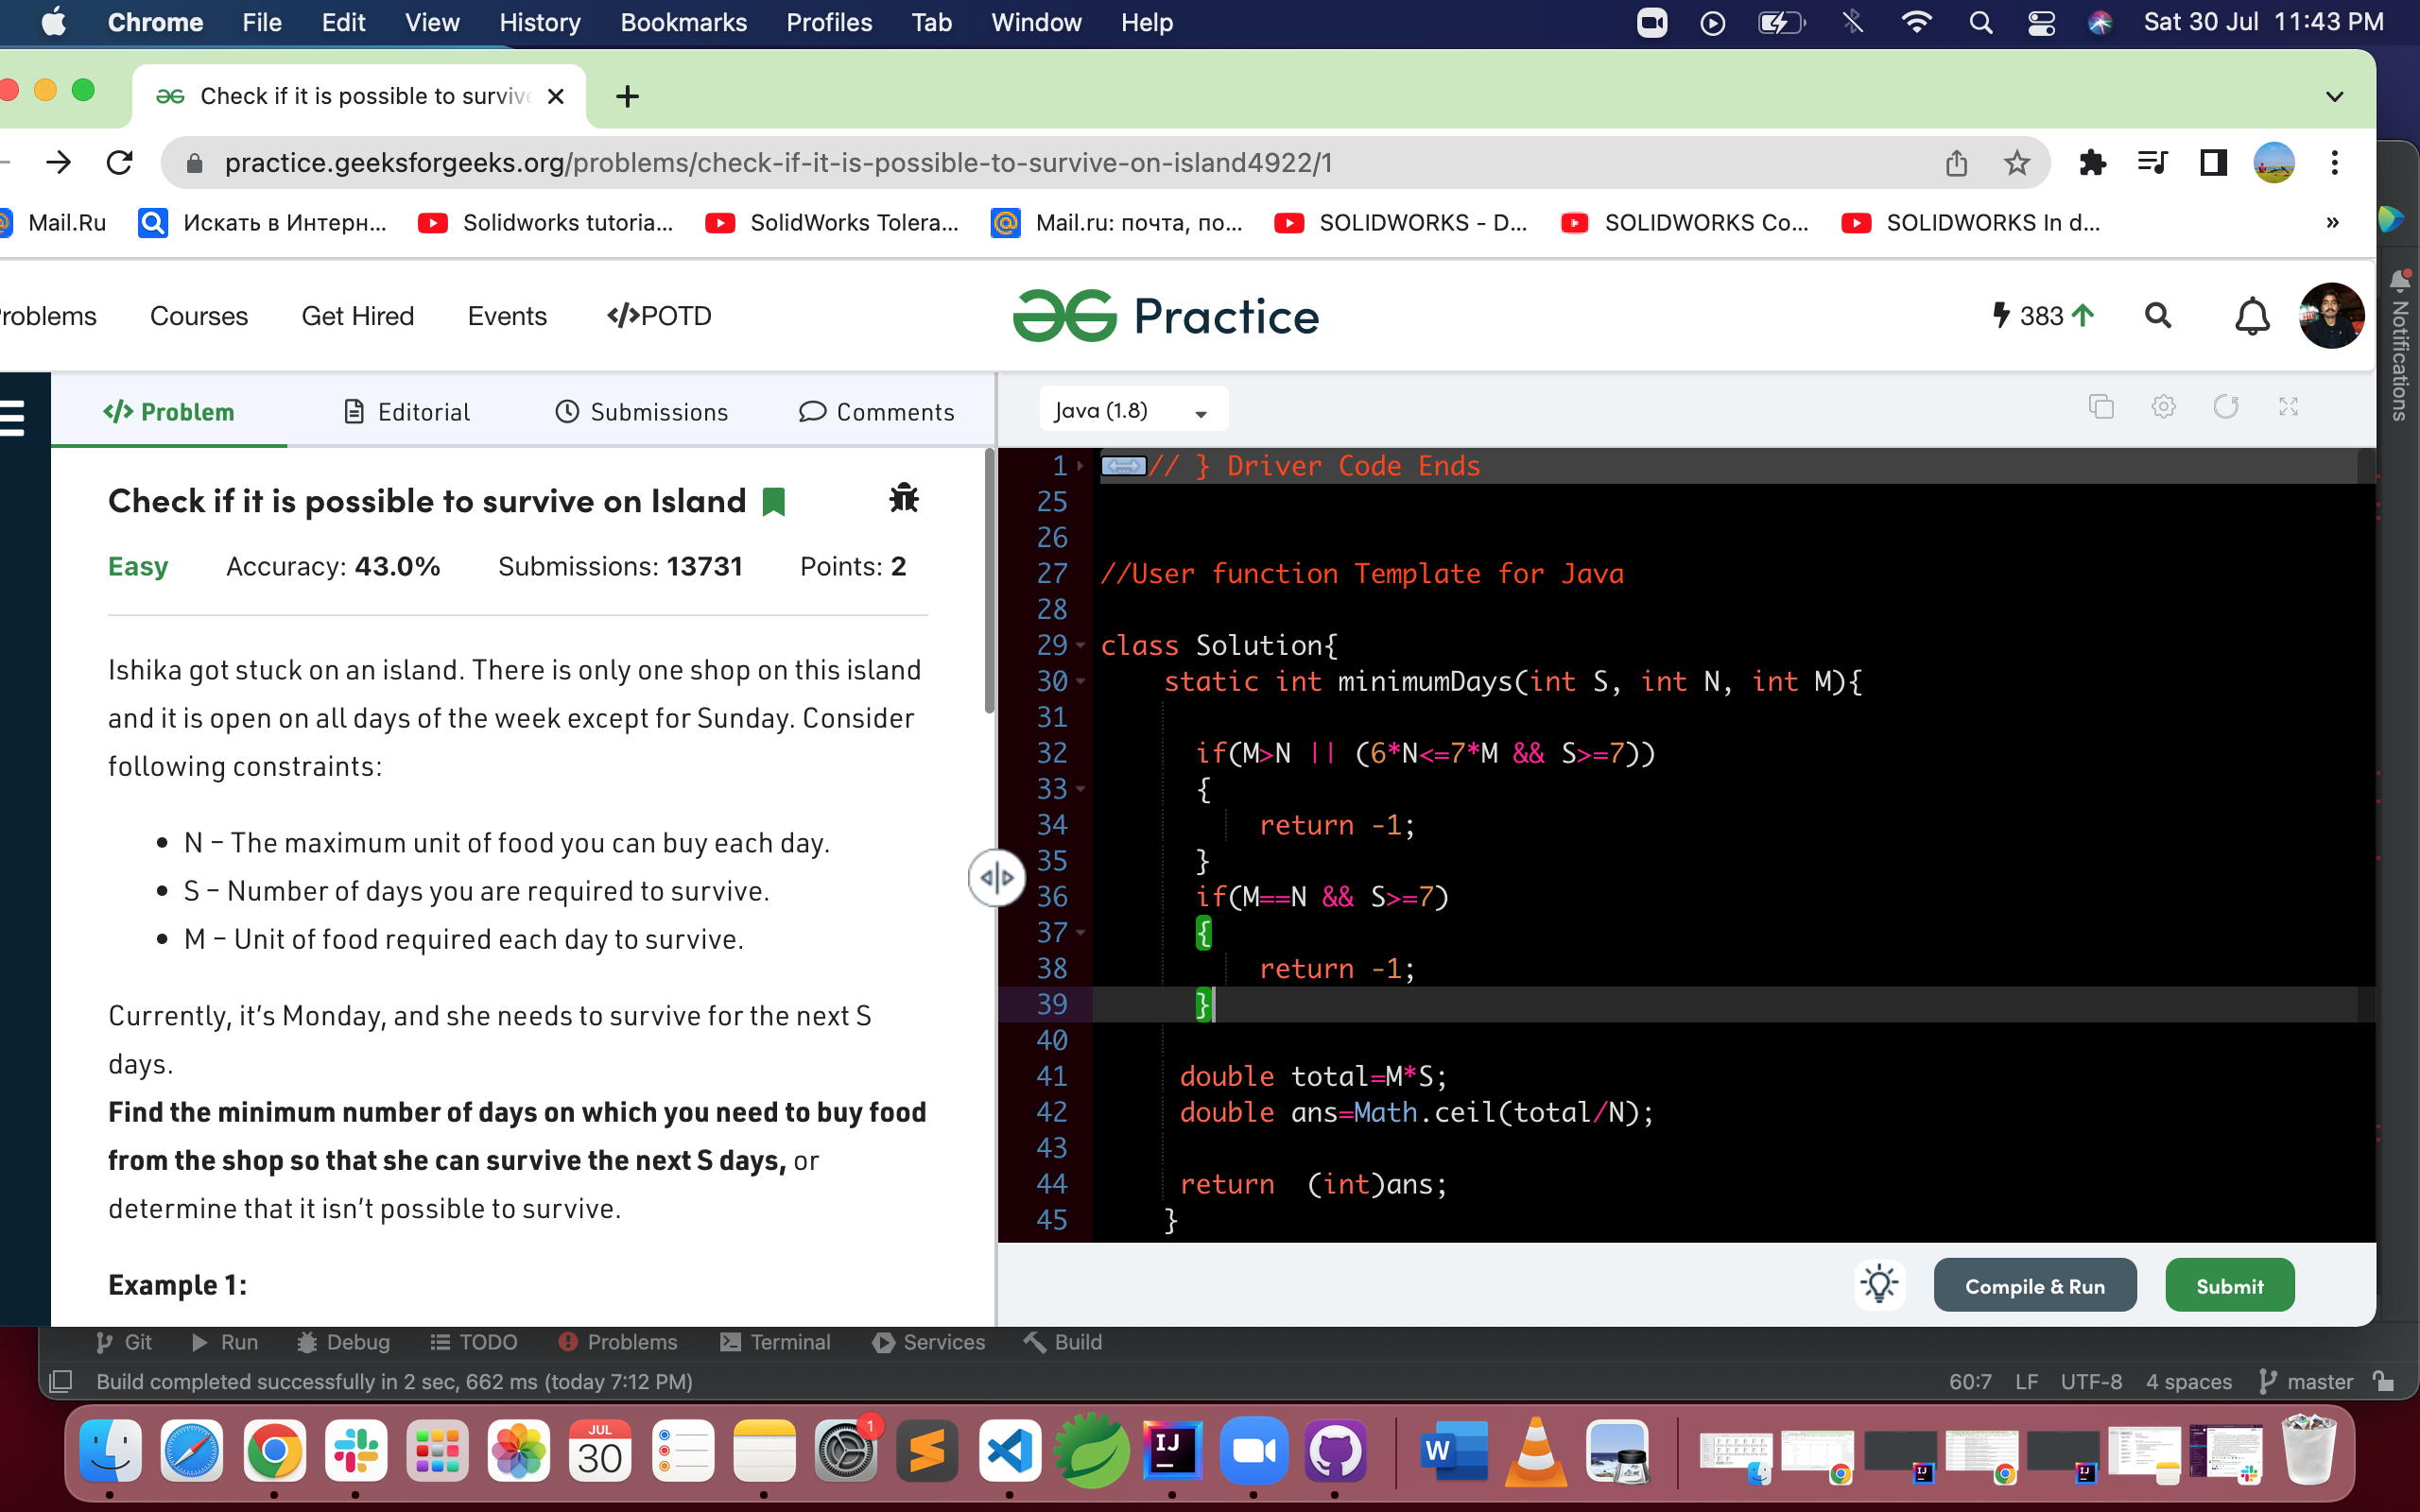 Chrome File Edit View History Bookmarks Profiles Tab Window Help Sat 30 Jul 11:43 PM
Check if it is possible to surviv
practice.geeksforgeeks.org/problems/check-if-it-is-possible-to-survive-on-island4922/1
Mail.Ru Искать в Интерн... Solidworks tutoria... SolidWorks Tolera... Mail.ru: почта, по... SOLIDWORKS - D... SOLIDWORKS Co... SOLIDWORKS In d... »
roblems Courses Get Hired Events </>POTD Practice 383
Notifications
</> Problem Editorial Submissions Comments
Java (1.8)
Check if it is possible to survive on Island
Easy Accuracy: 43.0% Submissions: 13731 Points: 2
Ishika got stuck on an island. There is only one shop on this island
and it is open on all days of the week except for Sunday. Consider
following constraints:
• N – The maximum unit of food you can buy each day.
• S – Number of days you are required to survive.
• M – Unit of food required each day to survive.
Currently, it's Monday, and she needs to survive for the next S
days.
Find the minimum number of days on which you need to buy food
from the shop so that she can survive the next S days, or
determine that it isn't possible to survive.
Example 1:
1 // } Driver Code Ends
25
26
27 //User function Template for Java
28
29 class Solution{
30 static int minimumDays(int S, int N, int M){
31
32 if(M>N || (6*N<=7*M && S>=7))
33 {
34 return -1;
35 }
36 if(M==N && S>=7)
37 {
38 return -1;
39 }
40
41 double total=M*S;
42 double ans=Math.ceil(total/N);
43
44 return (int)ans;
45 }
Compile & Run Submit
Git Run Debug TODO Problems Terminal Services Build
Build completed successfully in 2 sec, 662 ms (today 7:12 PM) 60:7 LF UTF-8 4 spaces master
JUL
30
1
W
IJ